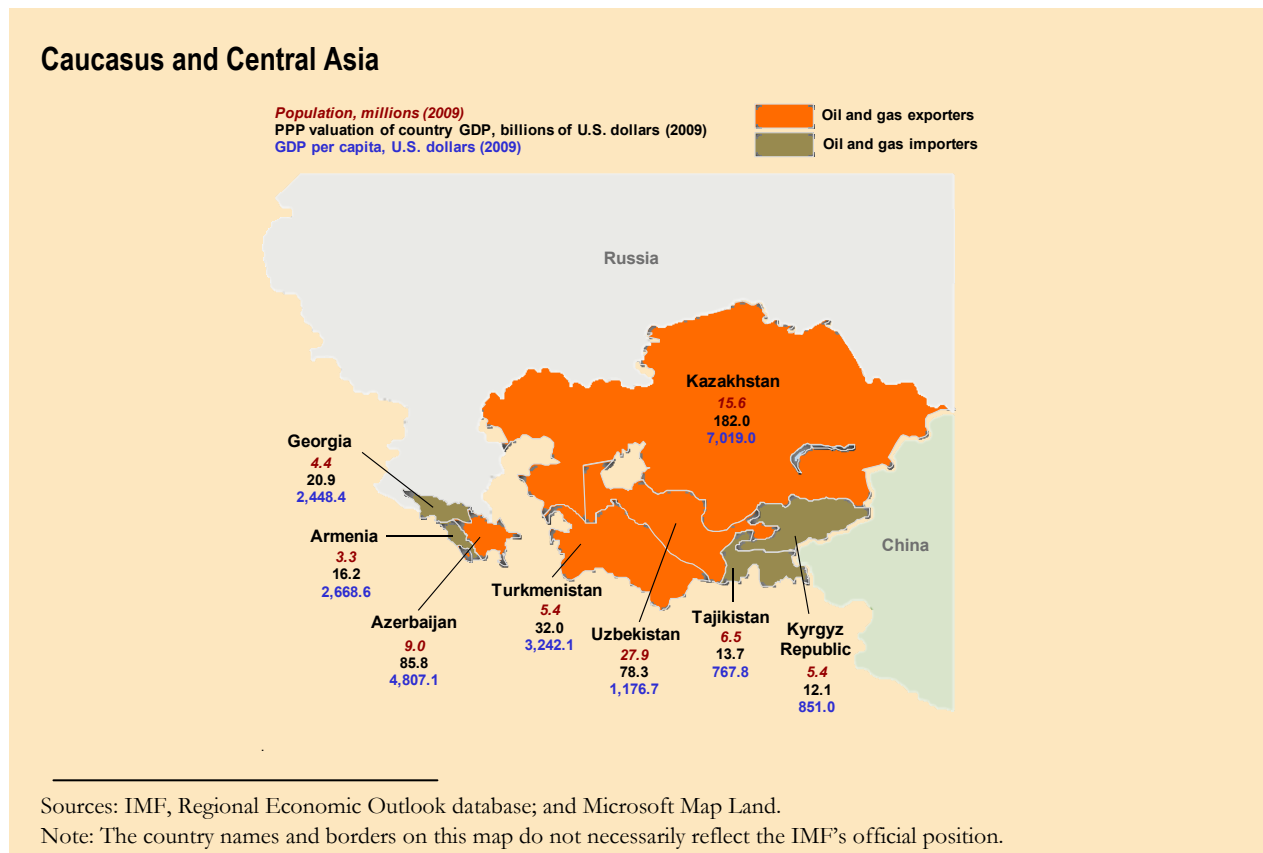 Caucasus and Central Asia
Population, millions (2009)
PPP valuation of country GDP, billions of U.S. dollars (2009)
GDP per capita, U.S. dollars (2009)
Oil and gas exporters
Oil and gas importers
Russia
Kazakhstan
15.6
182.0
7,019.0
Georgia
4.4
20.9
2,448.4
Armenia
3.3
16.2
2,668.6
Azerbaijan
9.0
85.8
4,807.1
Turkmenistan
5.4
32.0
3,242.1
Uzbekistan
27.9
78.3
1,176.7
Tajikistan
6.5
13.7
767.8
Kyrgyz
Republic
5.4
12.1
851.0
China
Sources: IMF, Regional Economic Outlook database; and Microsoft Map Land.
Note: The country names and borders on this map do not necessarily reflect the IMF's official position.